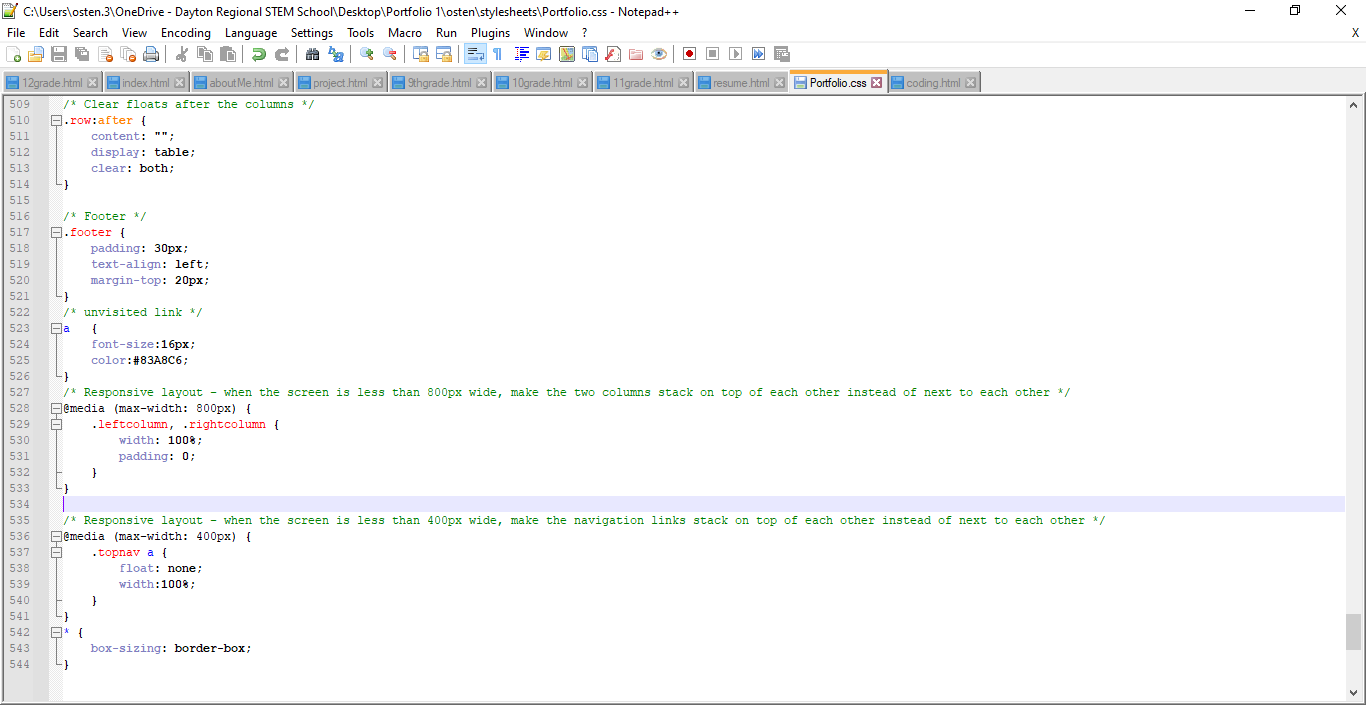 C:\Users\osten.3\OneDrive - Dayton Regional STEM School\Desktop\Portfolio 1\osten\stylesheets\Portfolio.css - Notepad++
File Edit Search View Encoding Language Settings Tools Macro Run Plugins Window ? X
12grade.html index.html aboutMe.html project.html 9thgrade.html 10grade.html 11grade.html resume.html Portfolio.css coding.html
509 /* Clear floats after the columns */
510 .row:after {
511 content: "";
512 display: table;
513 clear: both;
514 }
515
516 /* Footer */
517 .footer {
518 padding: 30px;
519 text-align: left;
520 margin-top: 20px;
521 }
522 /* unvisited link */
523 a {
524 font-size:16px;
525 color:#83A8C6;
526 }
527 /* Responsive layout - when the screen is less than 800px wide, make the two columns stack on top of each other instead of next to each other */
528 @media (max-width: 800px) {
529 .leftcolumn, .rightcolumn {
530 width: 100%;
531 padding: 0;
532 }
533 }
534
535 /* Responsive layout - when the screen is less than 400px wide, make the navigation links stack on top of each other instead of next to each other */
536 @media (max-width: 400px) {
537 .topnav a {
538 float: none;
539 width:100%;
540 }
541 }
542 * {
543 box-sizing: border-box;
544 }